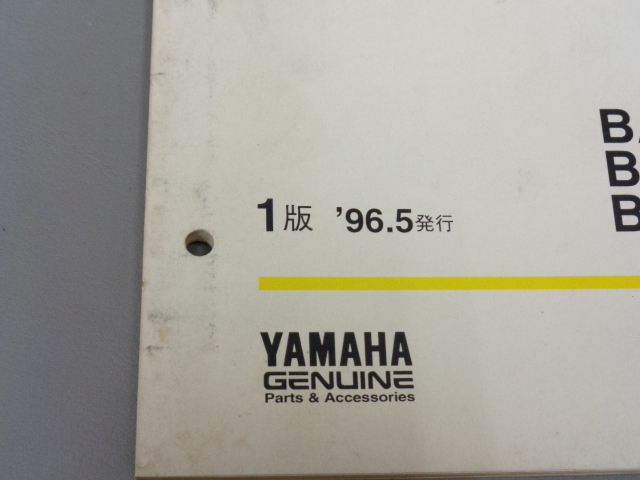 1版 '96.5発行
YAMAHA
GENUINE
Parts & Accessories